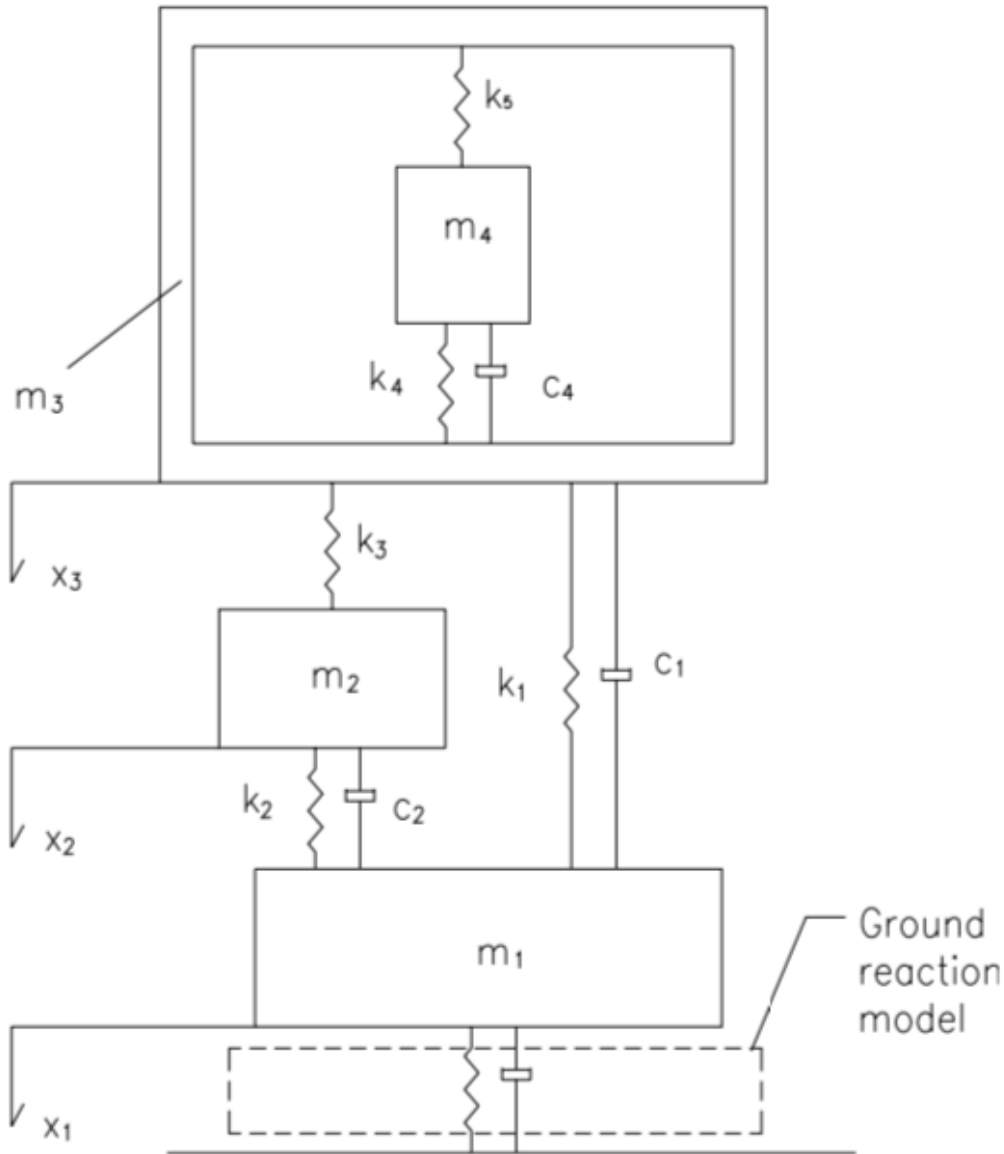 k₅
m₄
k₄
c₄
m₃
k₃
x₃
m₂
k₁
c₁
k₂
c₂
x₂
m₁
Ground
reaction
model
x₁